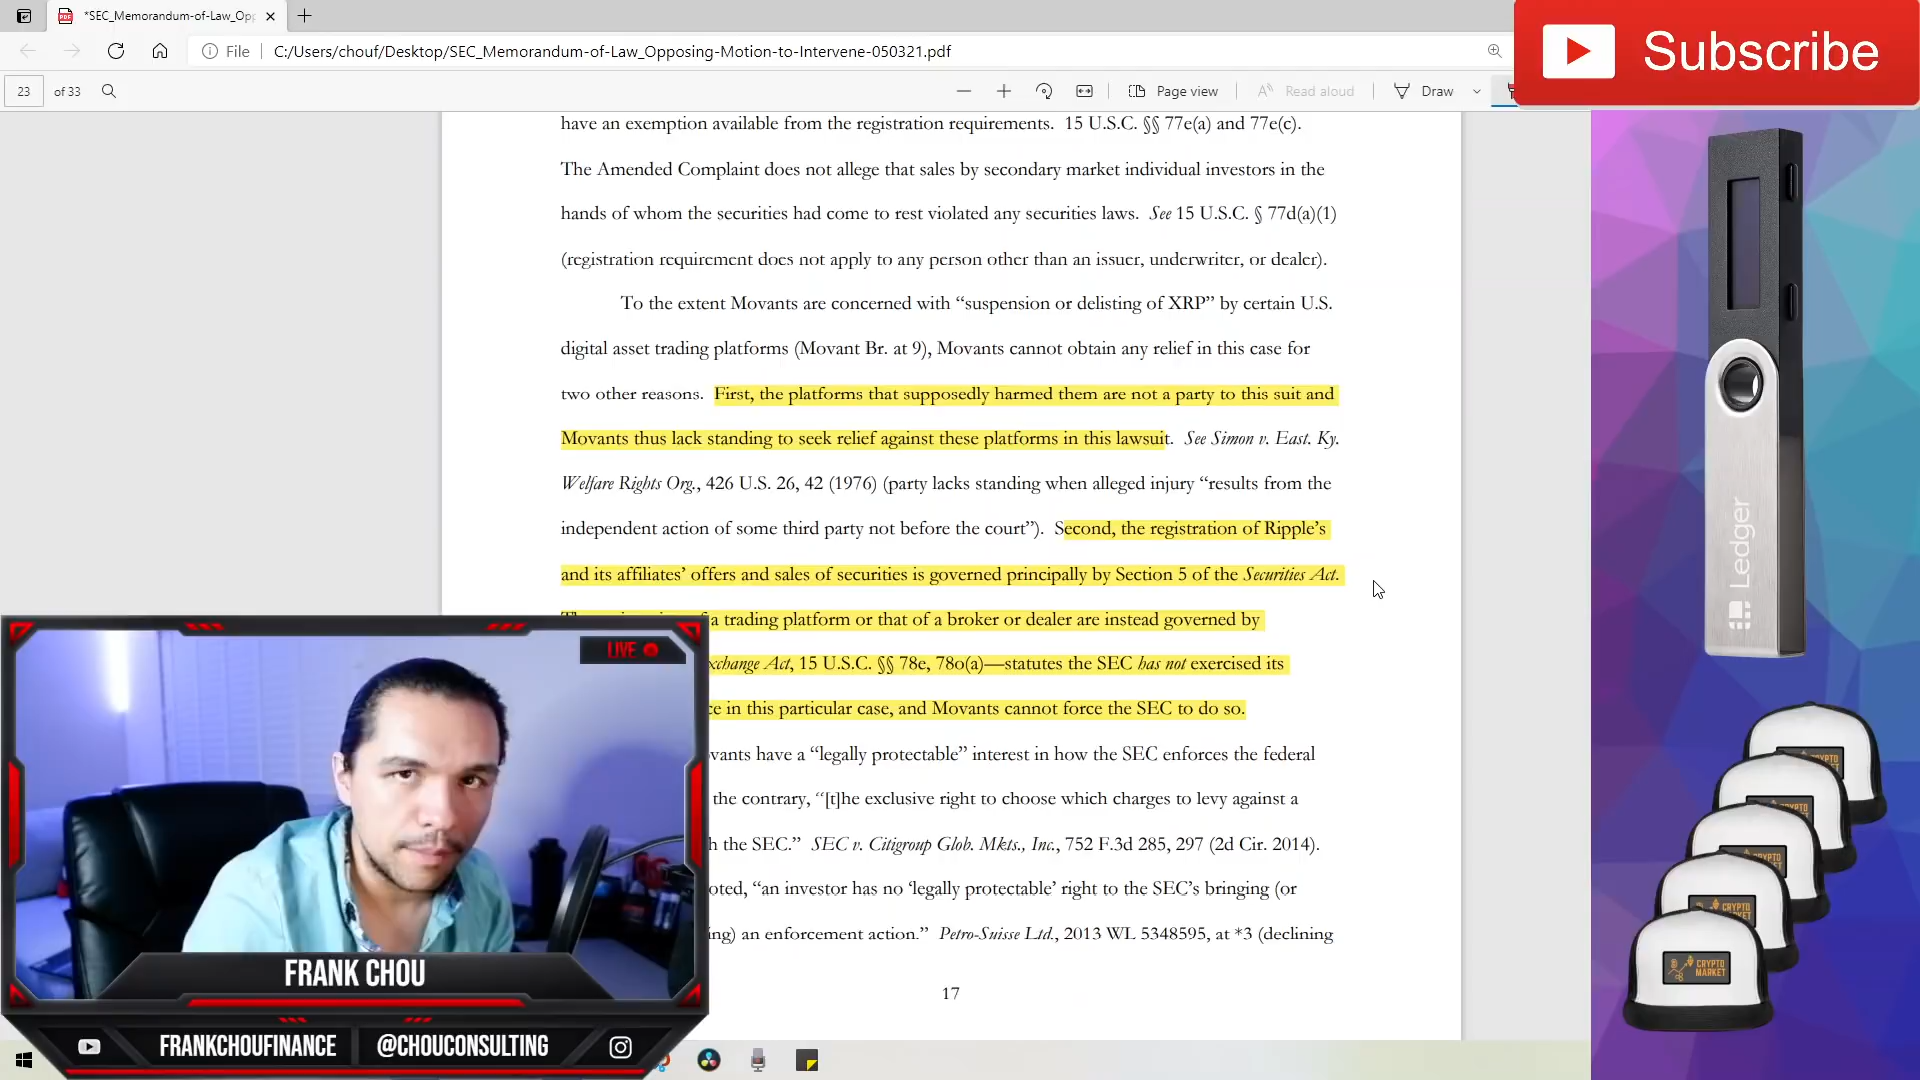 *SEC_Memorandum-of-Law_Opp
File
C:/Users/chouf/Desktop/SEC_Memorandum-of-Law_Opposing-Motion-to-Intervene-050321.pdf
Subscribe
23 of 33
Page view
Read aloud
Draw
have an exemption available from the registration requirements. 15 U.S.C. §§ 77e(a) and 77e(c).
The Amended Complaint does not allege that sales by secondary market individual investors in the
hands of whom the securities had come to rest violated any securities laws. See 15 U.S.C. § 77d(a)(1)
(registration requirement does not apply to any person other than an issuer, underwriter, or dealer).
To the extent Movants are concerned with “suspension or delisting of XRP” by certain U.S.
digital asset trading platforms (Movant Br. at 9), Movants cannot obtain any relief in this case for
two other reasons. First, the platforms that supposedly harmed them are not a party to this suit and
Movants thus lack standing to seek relief against these platforms in this lawsuit. See Simon v. East. Ky.
Welfare Rights Org., 426 U.S. 26, 42 (1976) (party lacks standing when alleged injury “results from the
independent action of some third party not before the court”). Second, the registration of Ripple’s
and its affiliates’ offers and sales of securities is governed principally by Section 5 of the Securities Act.
a trading platform or that of a broker or dealer are instead governed by
xchange Act, 15 U.S.C. §§ 78e, 78o(a)—statutes the SEC has not exercised its
ce in this particular case, and Movants cannot force the SEC to do so.
vants have a “legally protectable” interest in how the SEC enforces the federal
the contrary, “[t]he exclusive right to choose which charges to levy against a
h the SEC.” SEC v. Citigroup Glob. Mkts., Inc., 752 F.3d 285, 297 (2d Cir. 2014).
oted, “an investor has no ‘legally protectable’ right to the SEC’s bringing (or
ing) an enforcement action.” Petro-Suisse Ltd., 2013 WL 5348595, at *3 (declining
17
LIVE
FRANK CHOU
FRANKCHOUFINANCE
@CHOUCONSULTING
Ledger
CRYPTO
MARKET